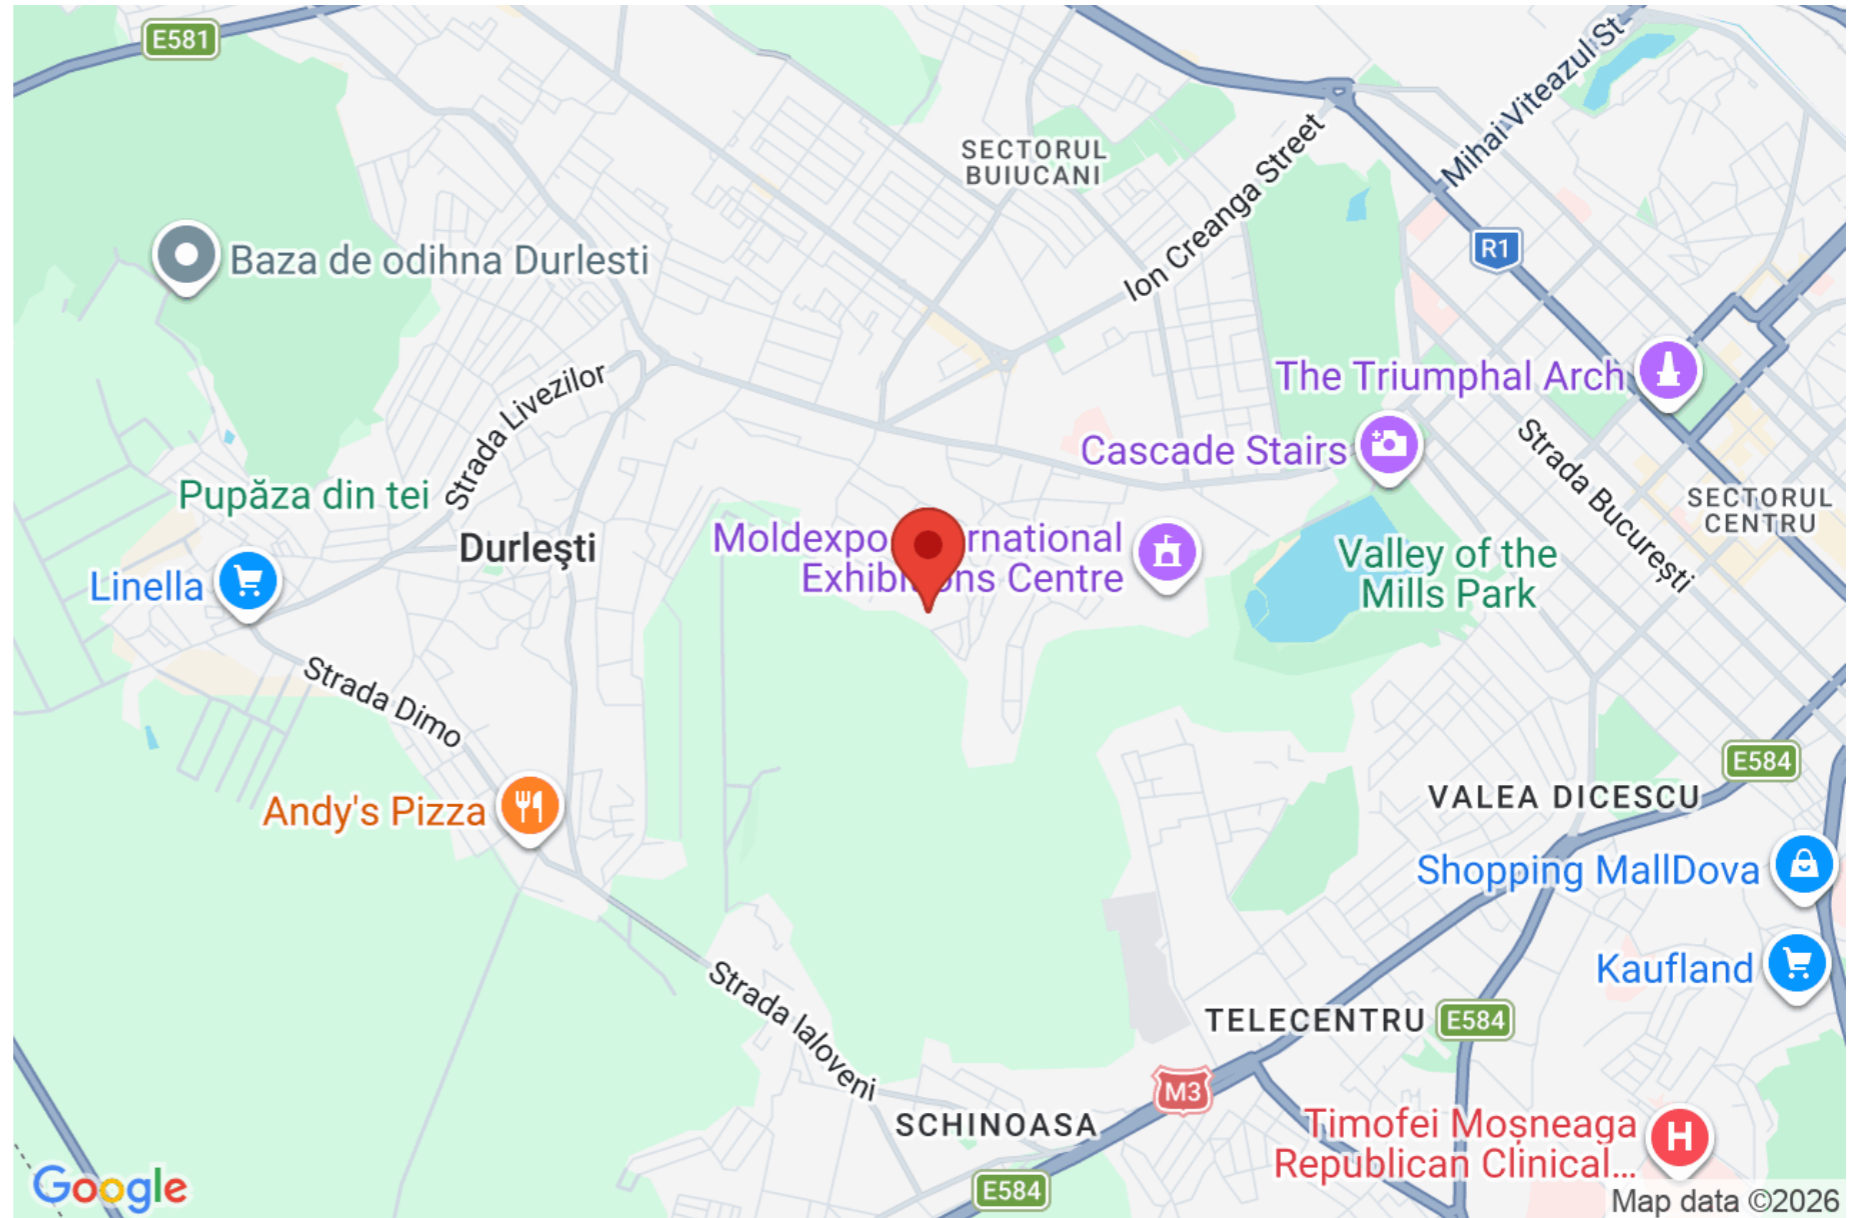 E581
Mihai Viteazul St
SECTORUL
BUIUCANI
Ion Creanga Street
R1
Baza de odihna Durlesti
The Triumphal Arch
Strada Livezilor
Cascade Stairs
Strada București
Pupăza din tei
SECTORUL
CENTRU
Durleşti
Moldexpo
rnational
Exhib
ns Centre
Valley of the
Mills Park
Linella
Strada Dimo
E584
VALEA DICESCU
Andy's Pizza
Shopping MallDova
Kaufland
Strada Ialoveni
TELECENTRU
E584
M3
SCHINOASA
Timofei Moșneaga
Republican Clinical...
H
E584
Google
Map data ©2026